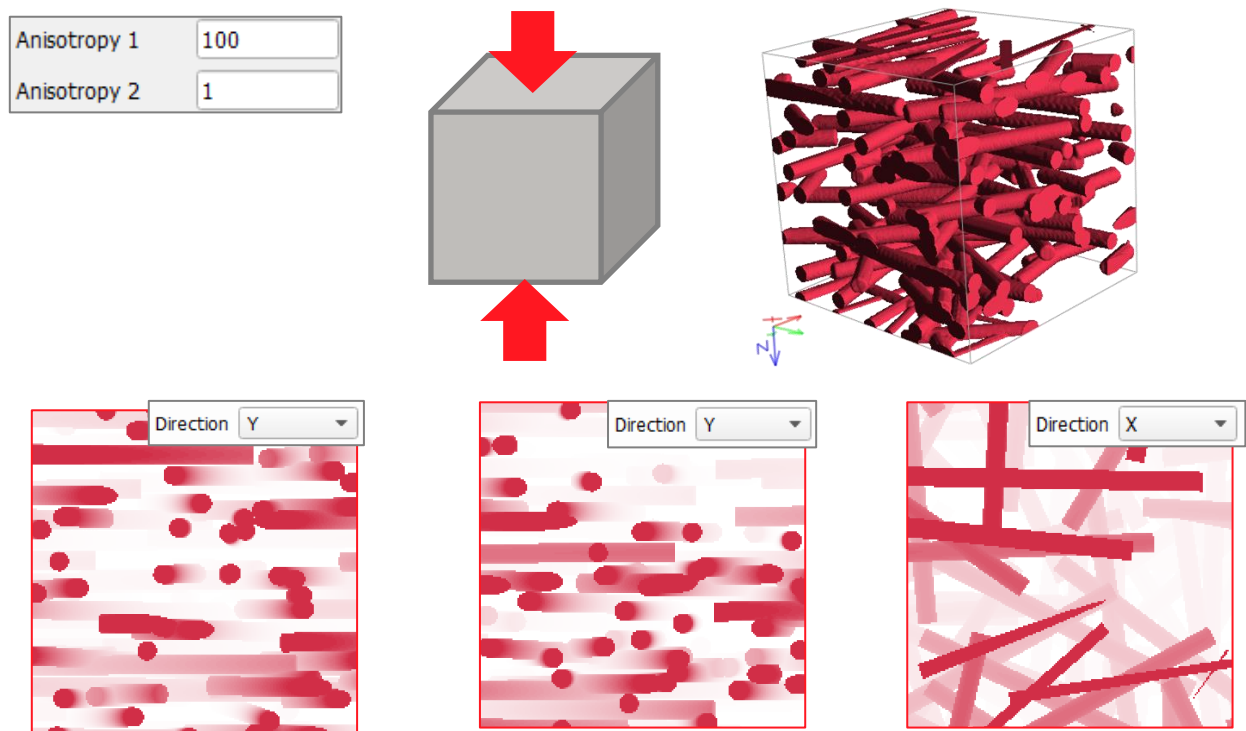 Anisotropy 1 100
Anisotropy 2 1
Z
Direction Y
Direction Y
Direction X